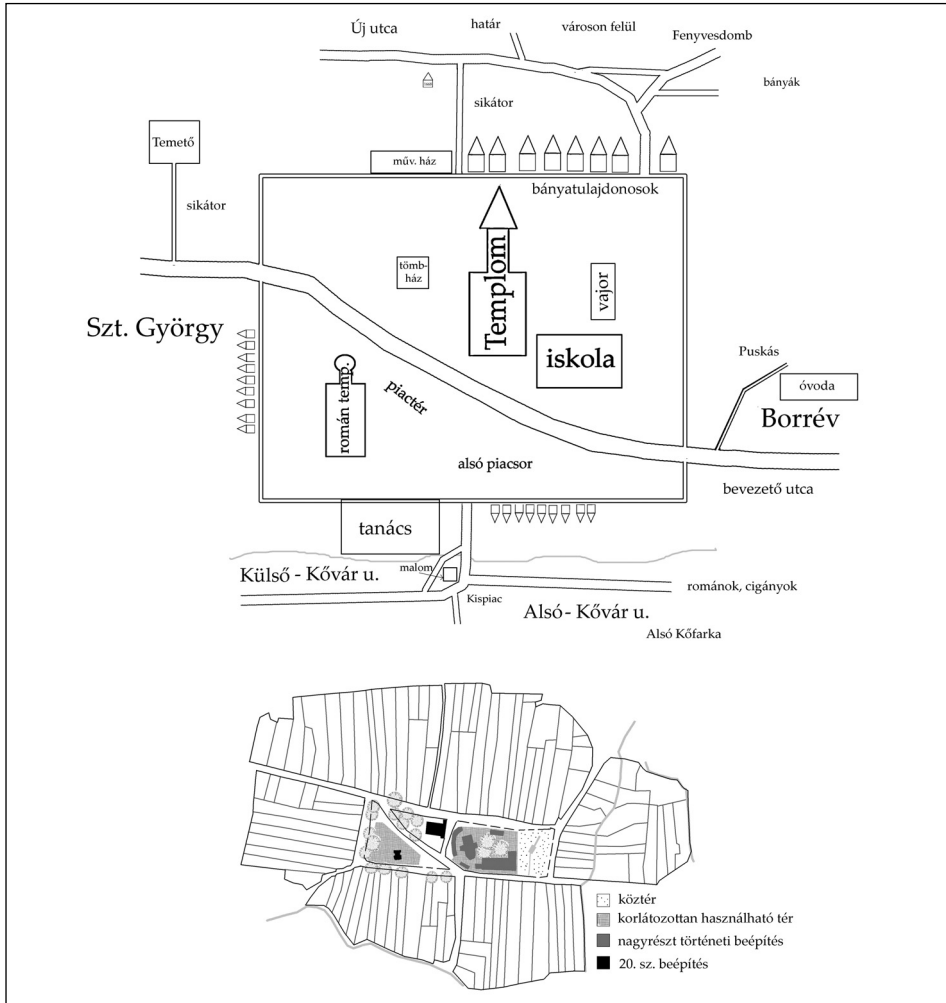 Új utca
határ
városon felül
Fenyvesdomb
bányák
sikátor
Temető
műv. ház
bányatulajdonosok
sikátor
tömb-
ház
Templom
vajor
Szt. György
iskola
Puskás
óvoda
román temp.
piactér
Borrév
alsó piacsor
bevezető utca
tanács
Külső - Kővár u.
malom
románok, cigányok
Kispiac
Alsó - Kővár u.
Alsó Kőfarka
köztér
korlátozottan használható tér
nagyrészt történeti beépítés
20. sz. beépítés